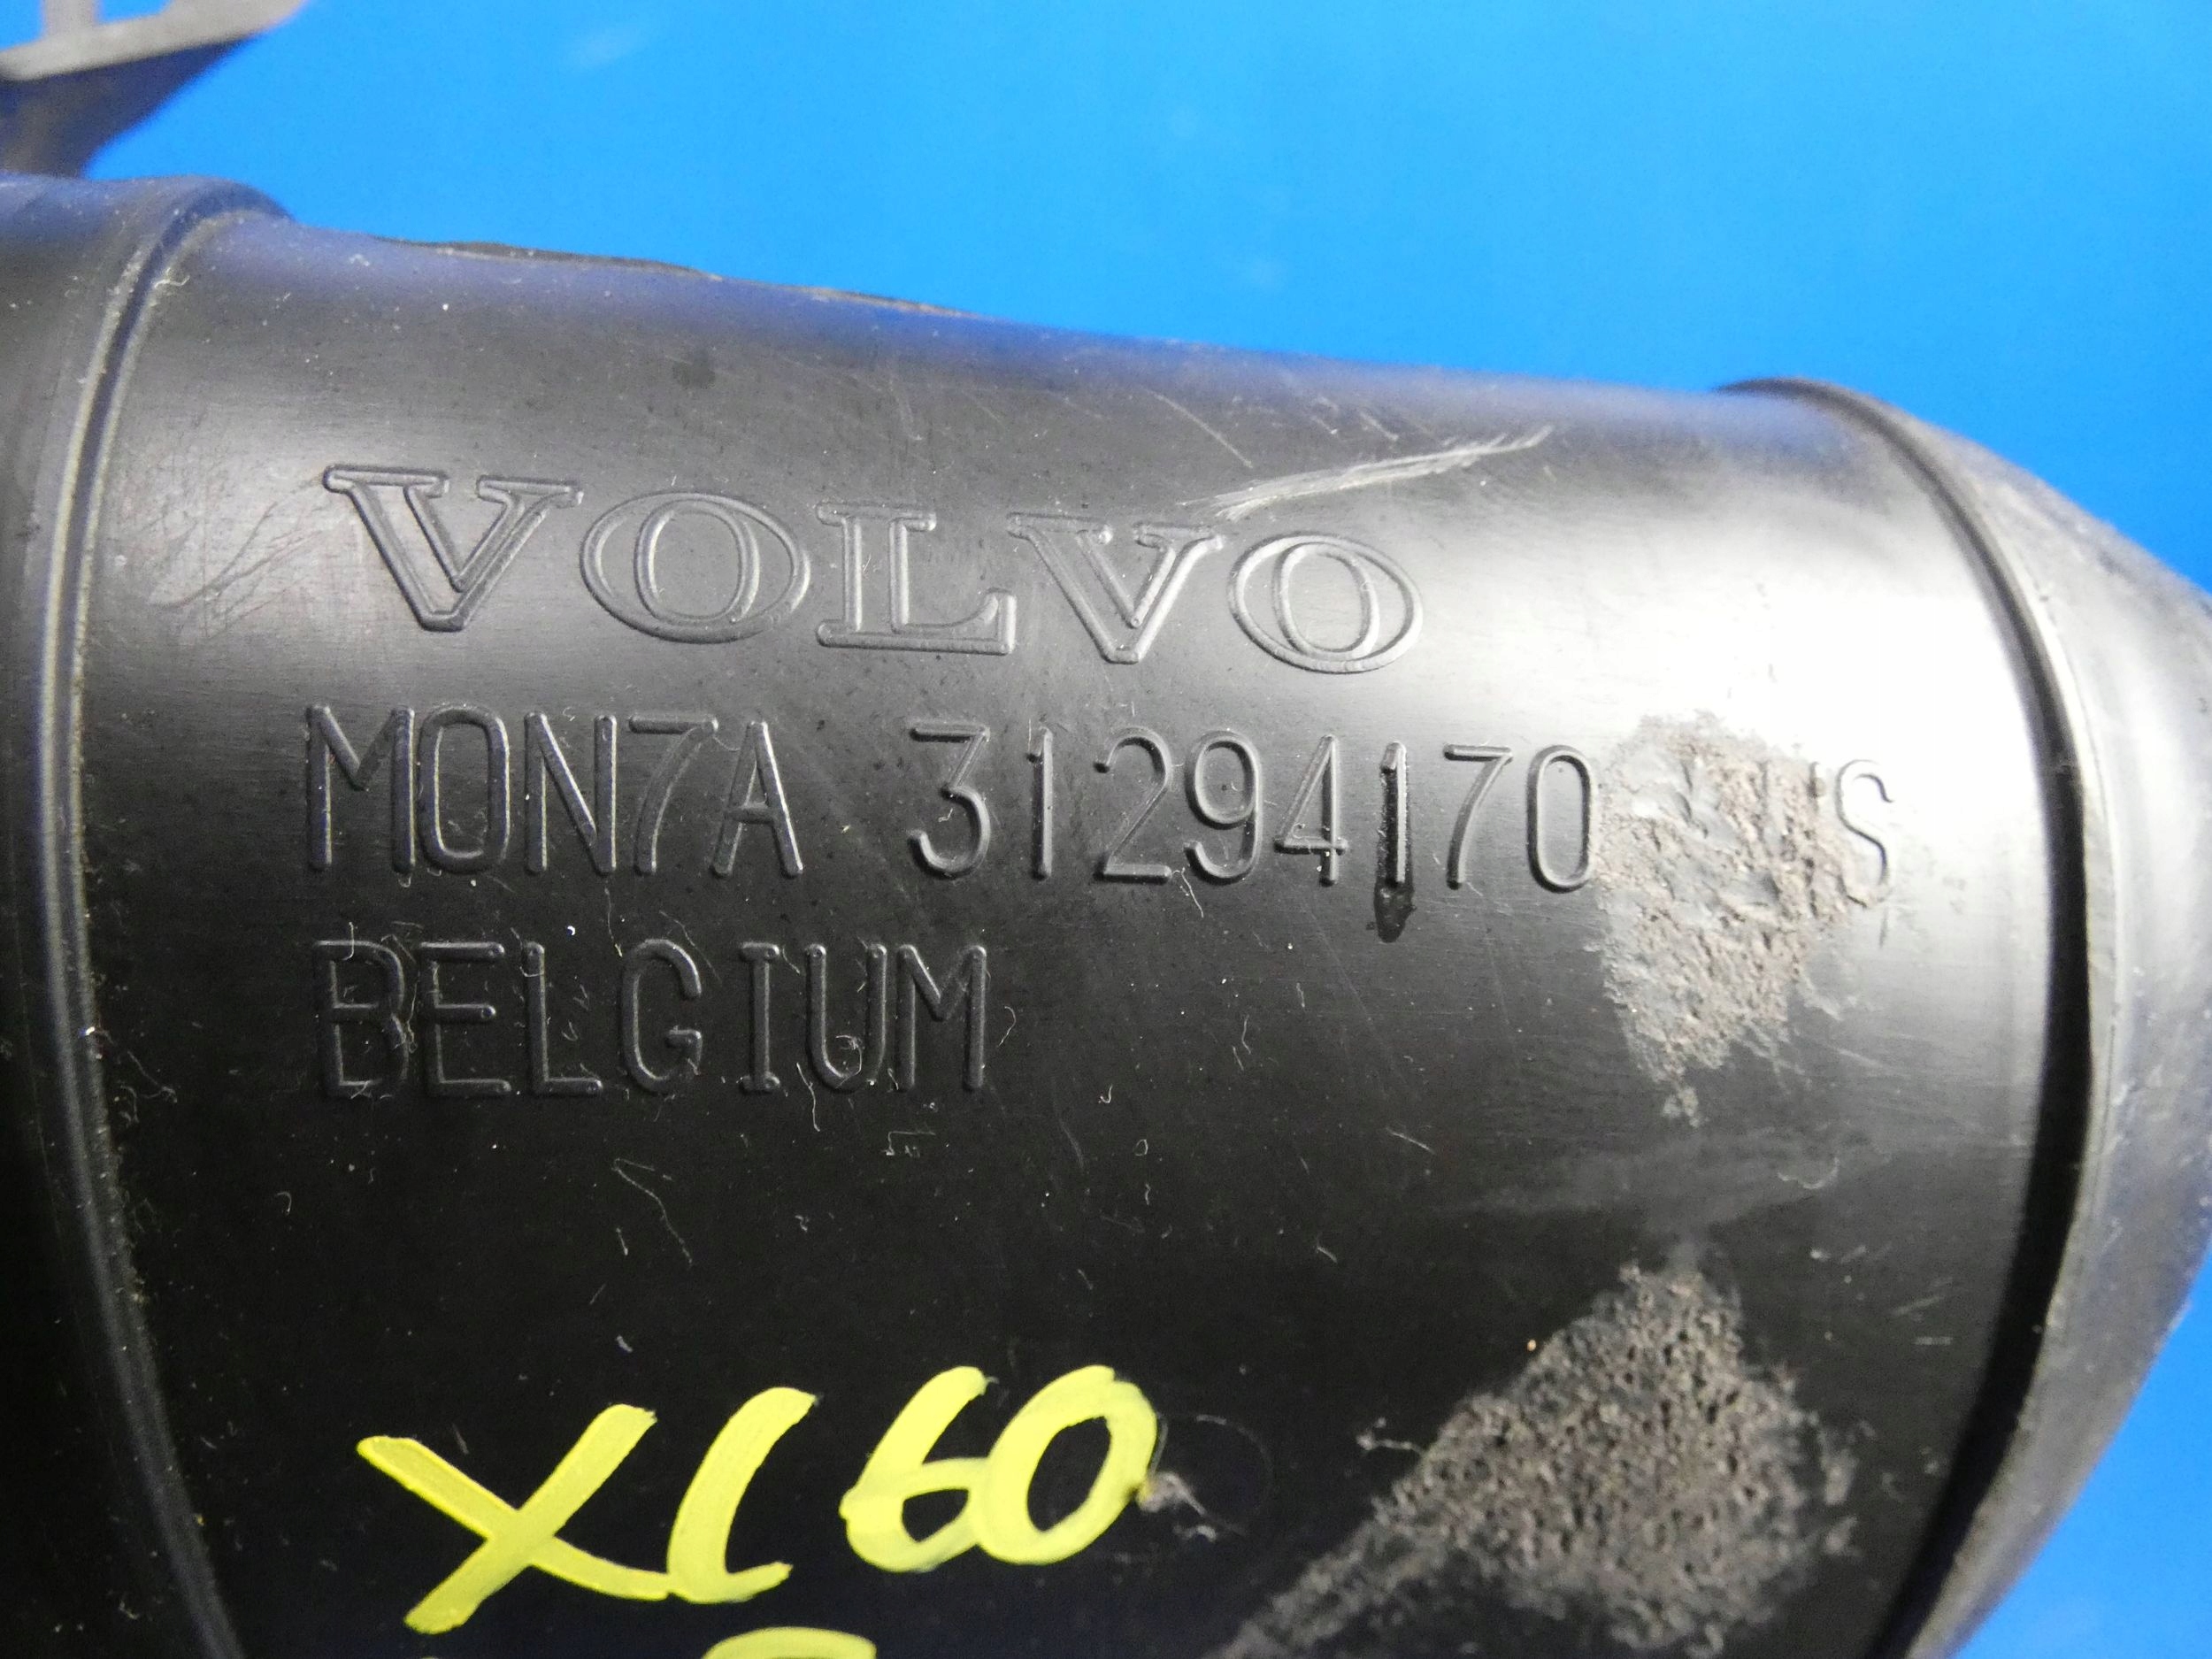 VOLVO
MON7A 31294170 S
BELGIUM
XC60